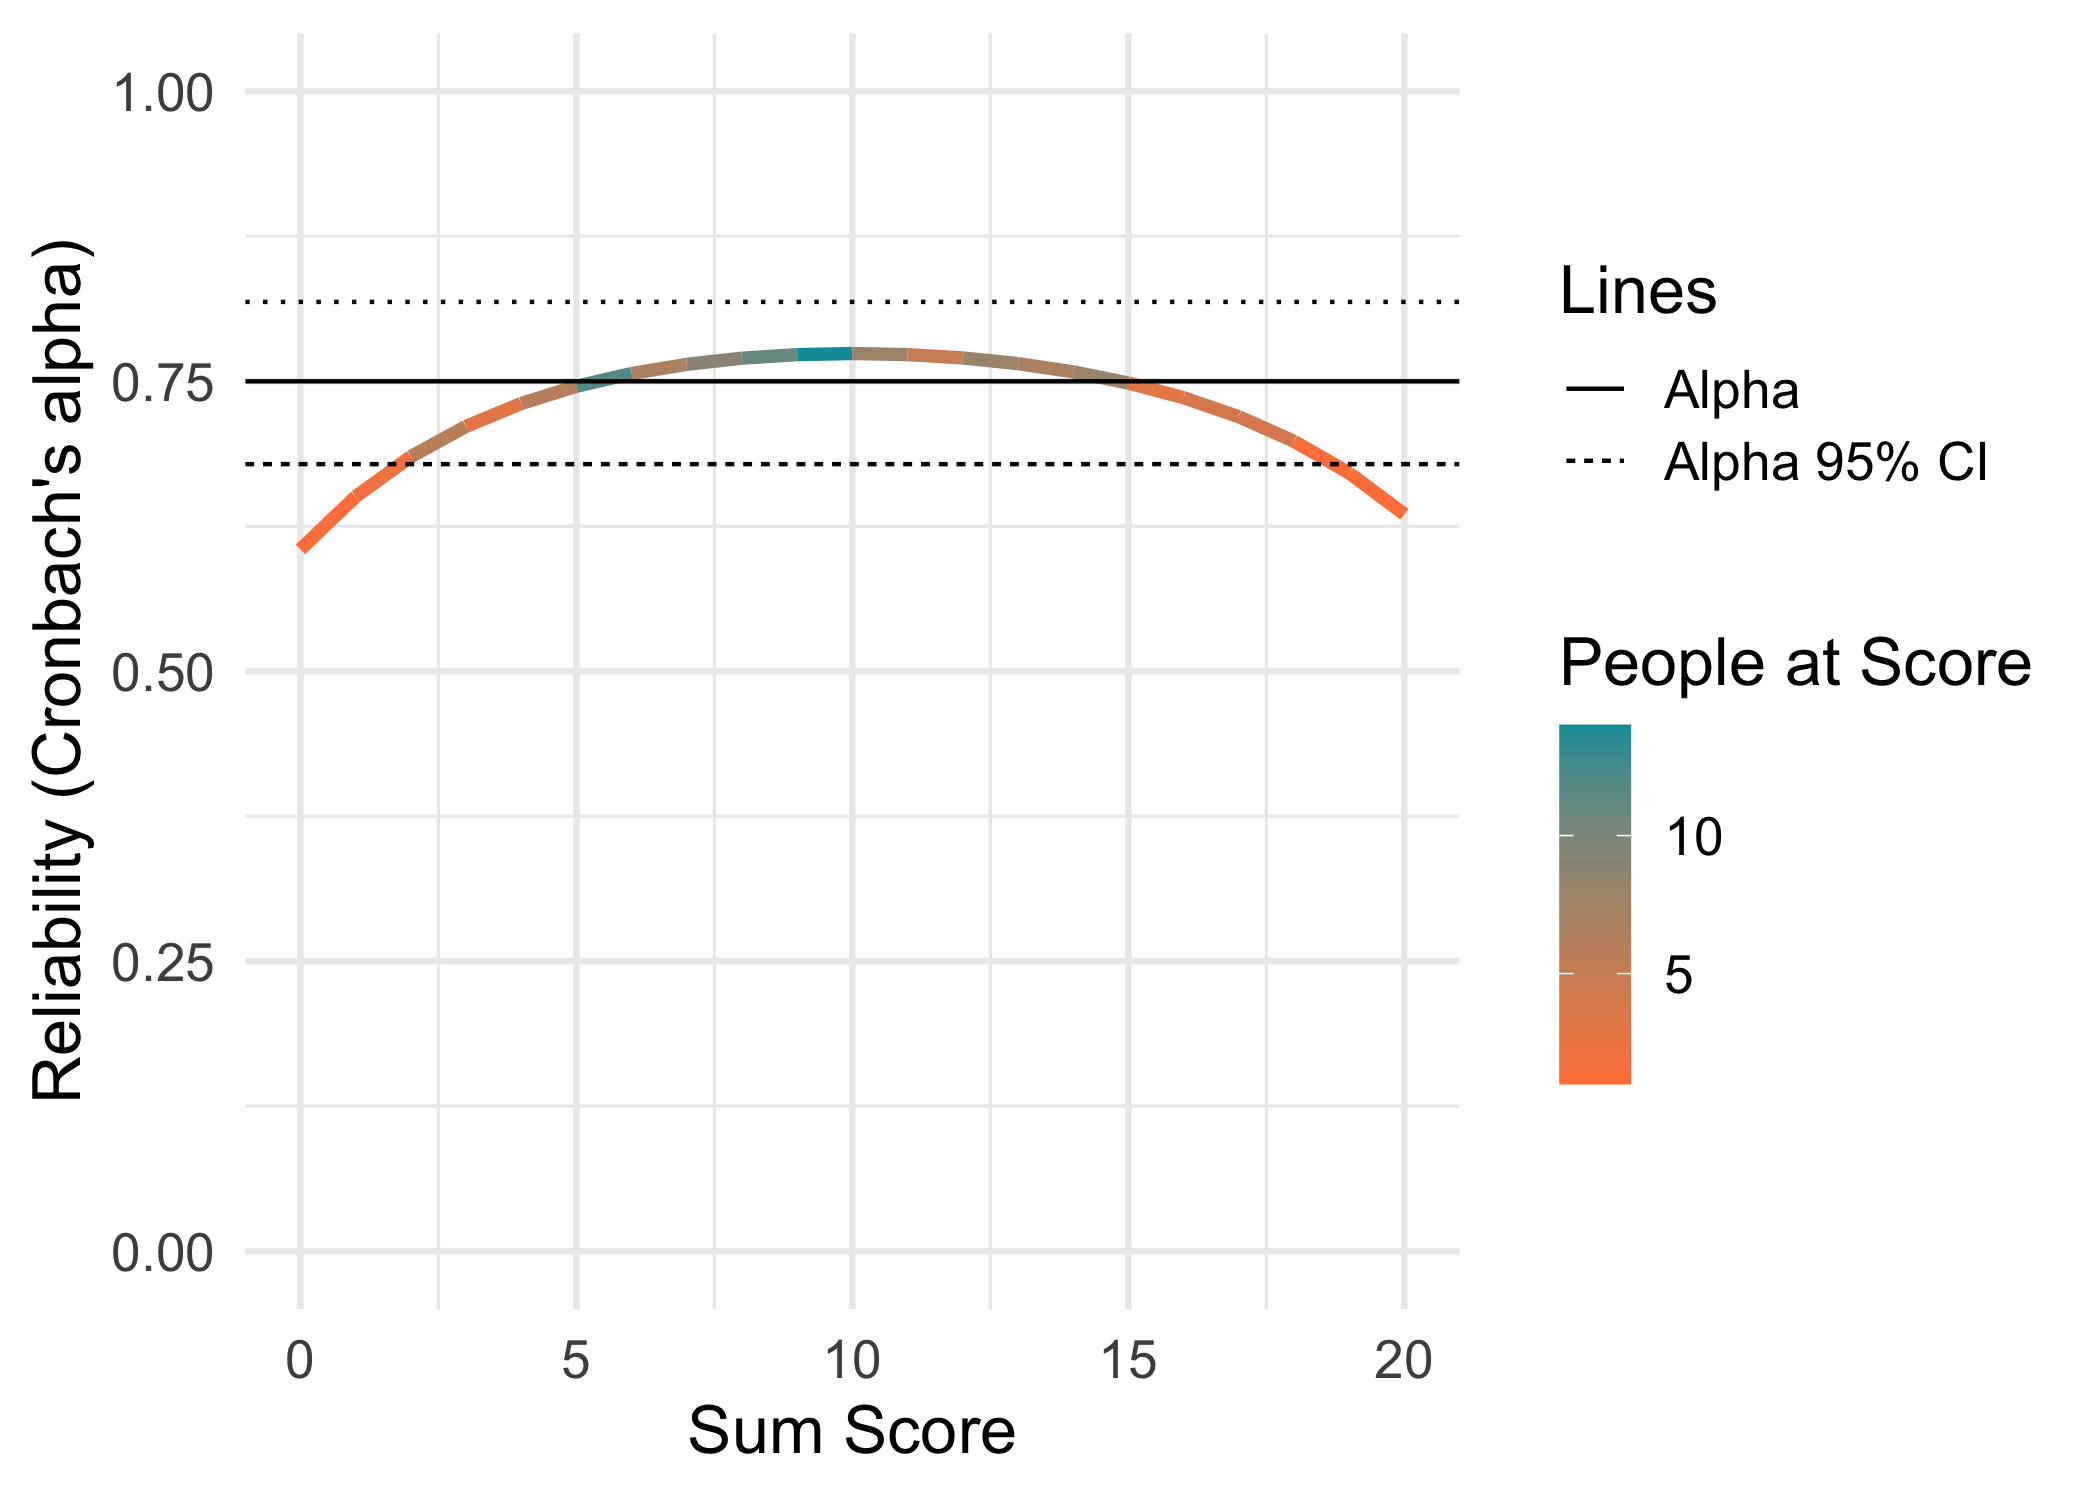 1.00
0.75
0.50
0.25
0.00
Reliability (Cronbach's alpha)
0 5 10 15 20
Sum Score
Lines
Alpha
Alpha 95% CI
People at Score
10
5